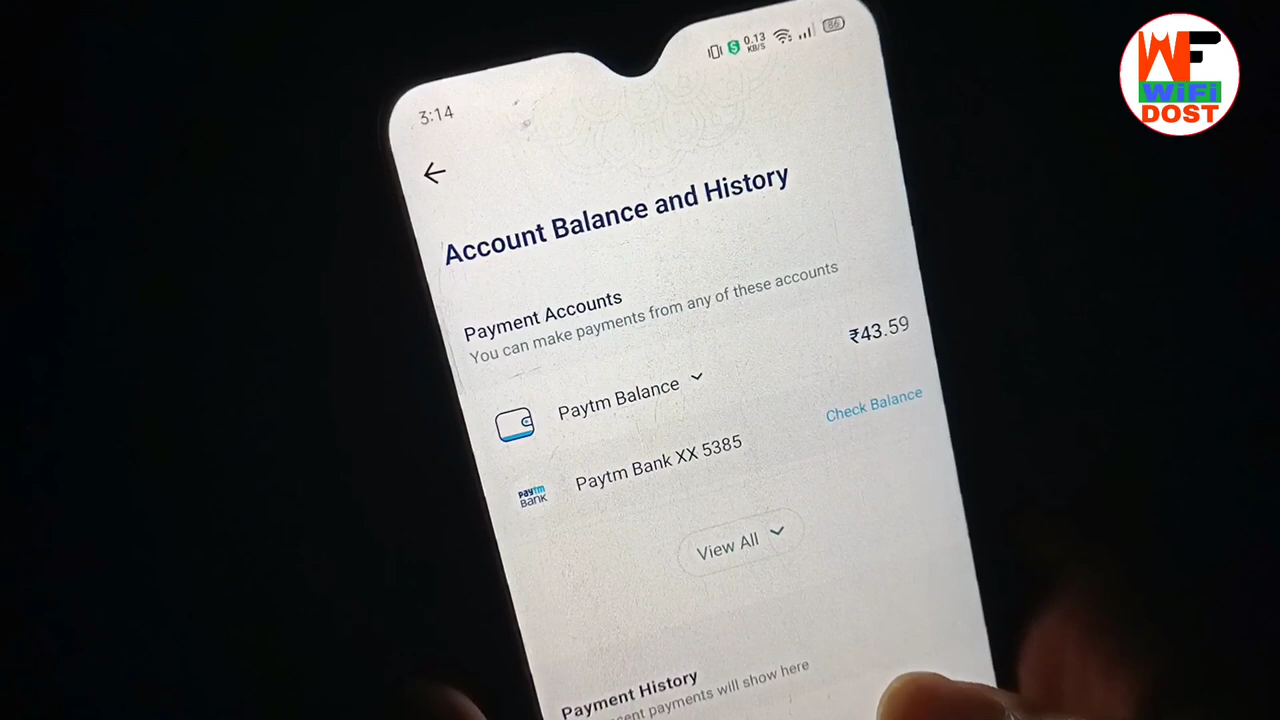 3:14
0.13
KB/S
86
WF
WiFi
DOST
Account Balance and History
Payment Accounts
You can make payments from any of these accounts
Paytm Balance
₹43.59
paytm
BANK
Paytm Bank XX 5385
Check Balance
View All
Payment History
payments will show here